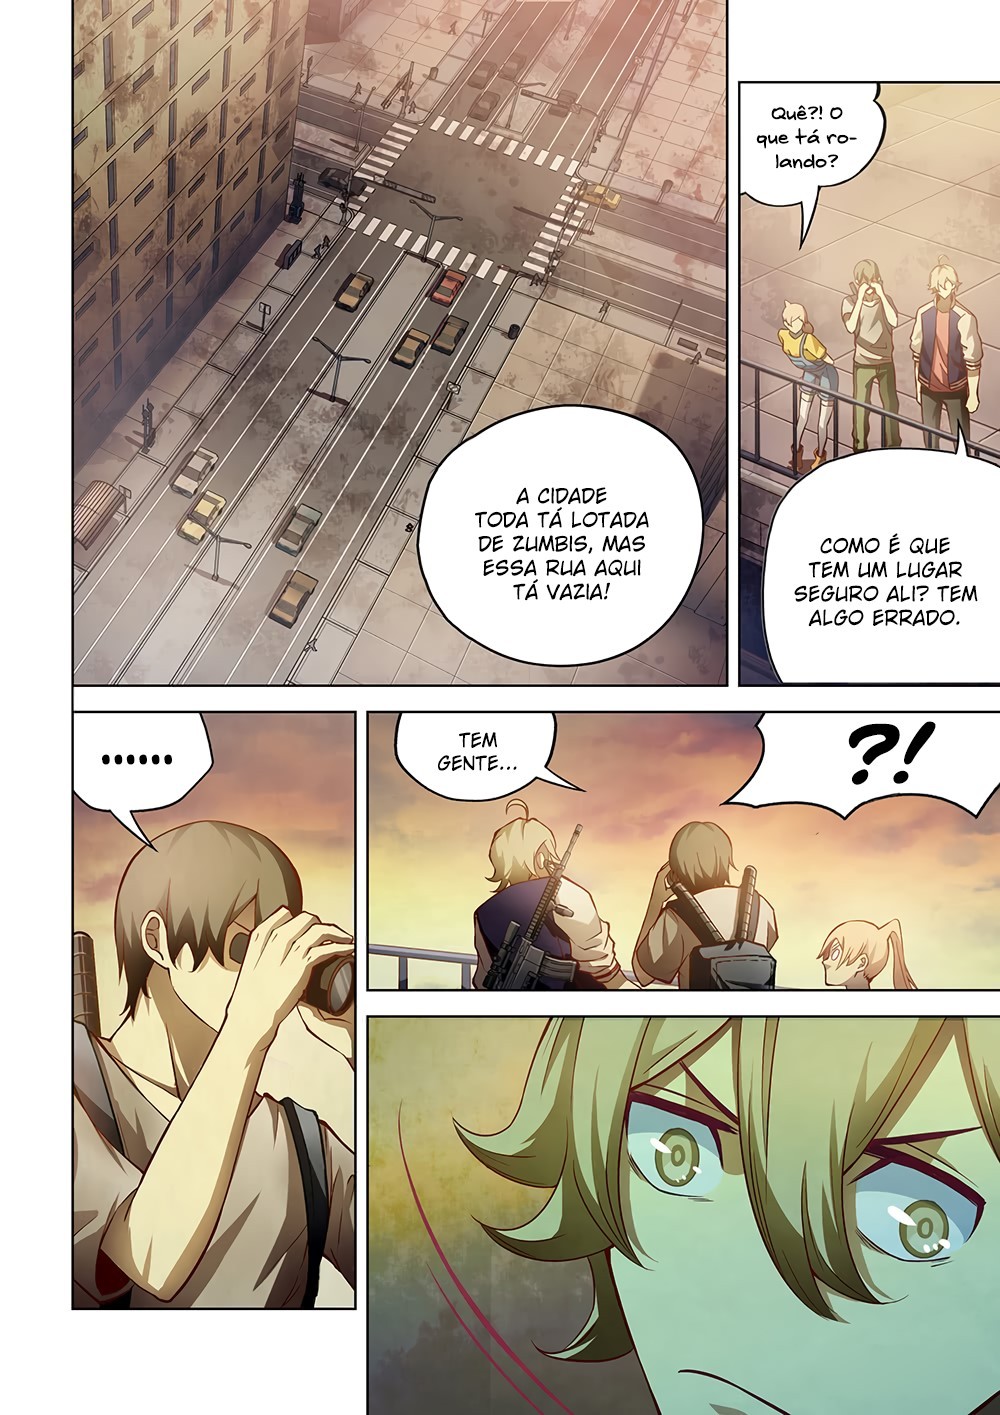 A CIDADE
TODA TÁ LOTADA
DE ZUMBIS, MAS
ESSA RUA AQUI
TÁ VAZIA!
Quê?! O
que tá ro-
lando?
COMO É QUE
TEM UM LUGAR
SEGURO ALI? TEM
ALGO ERRADO.
......
TEM
GENTE...
?!